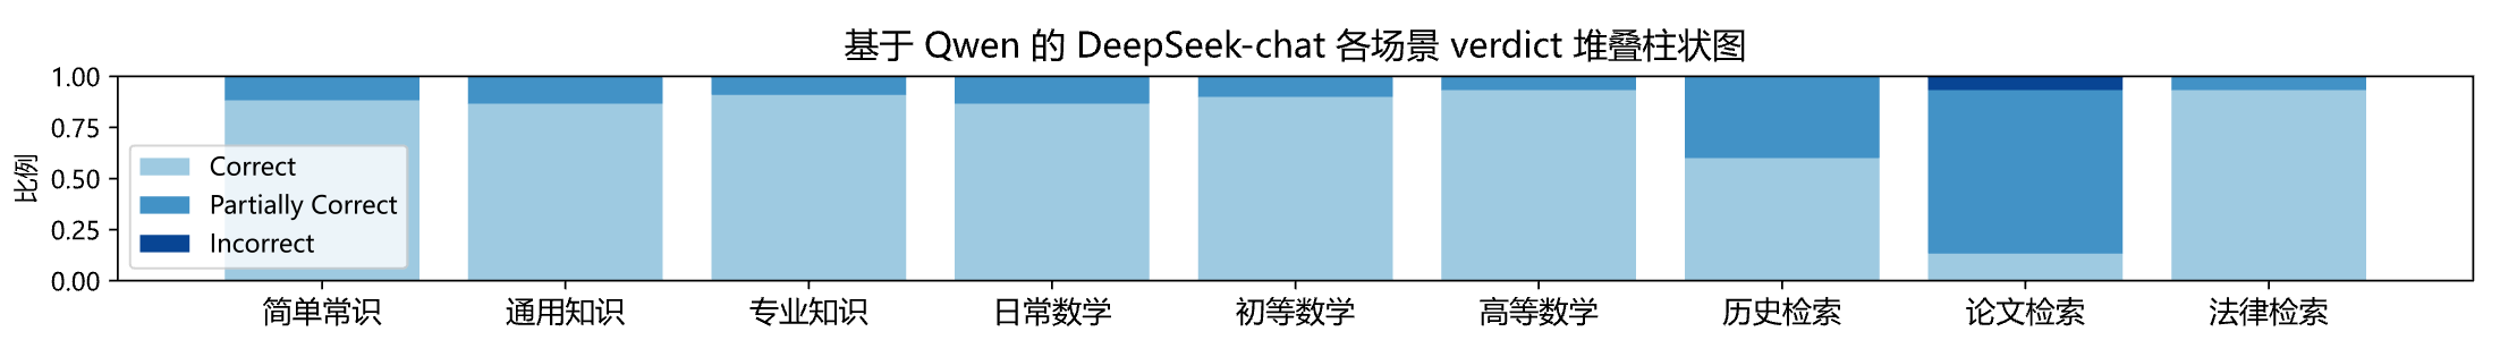 基于 Qwen 的 DeepSeek-chat 各场景 verdict 堆叠柱状图
1.00
0.75
0.50
0.25
0.00
比例
Correct
Partially Correct
Incorrect
简单常识 通用知识 专业知识 日常数学 初等数学 高等数学 历史检索 论文检索 法律检索